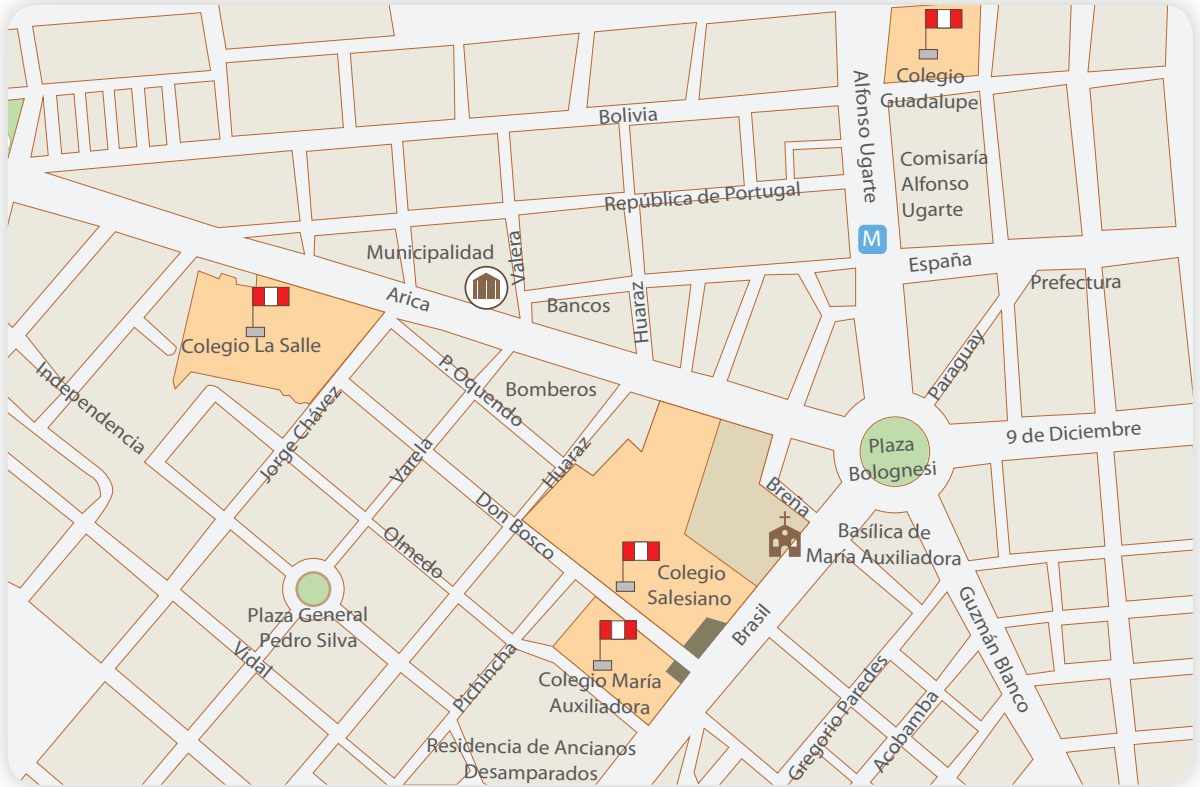 Colegio
Guadalupe
Bolivia
Alfonso Ugarte
Comisaría
Alfonso
Ugarte
República de Portugal
M
Municipalidad
Valera
España
Prefectura
Arica
Bancos
Huaraz
Colegio La Salle
Independencia
P. Oquendo
Bomberos
Paraguay
Jorge Chávez
Varela
Huaraz
9 de Diciembre
Plaza
Bolognesi
Breña
Don Bosco
Olmedo
Basílica de
María Auxiliadora
Colegio
Salesiano
Plaza General
Pedro Silva
Brasil
Guzmán Blanco
Vidal
Pichincha
Colegio María
Auxiliadora
Gregorio Paredes
Acobamba
Residencia de Ancianos
Desamparados